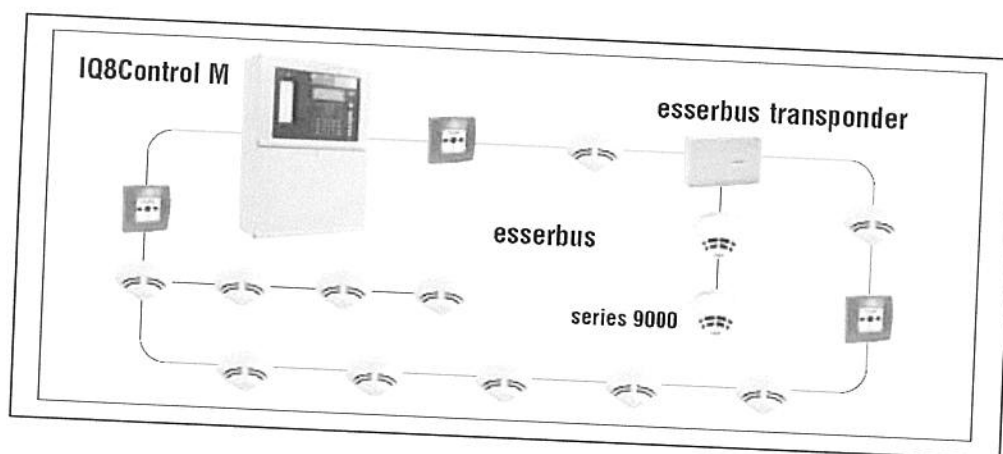 IQ8Control M
esserbus transponder
esserbus
series 9000